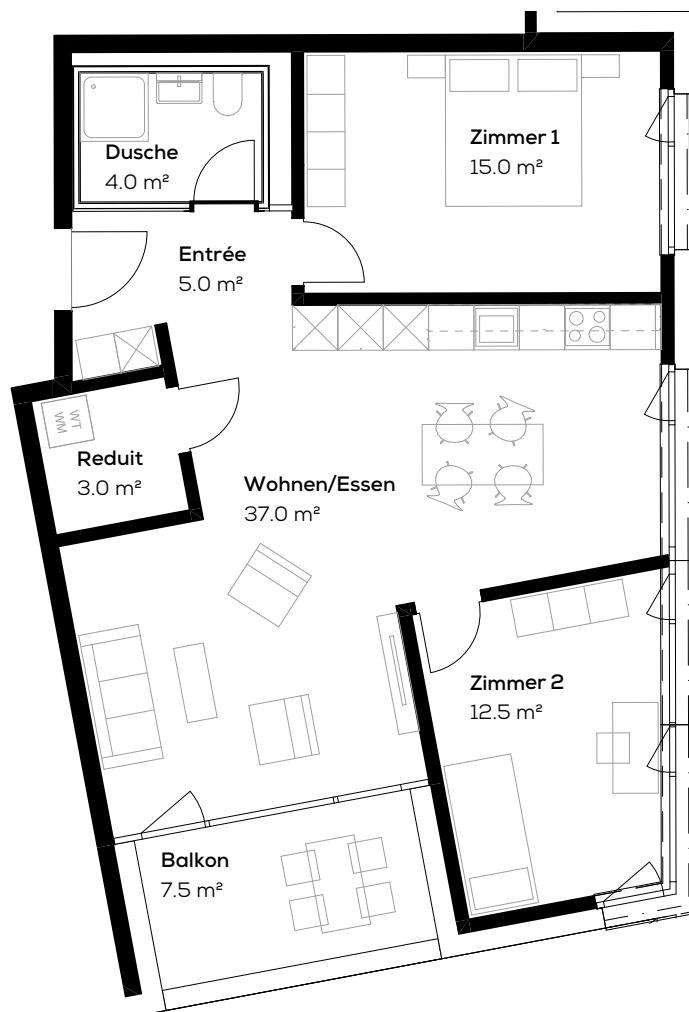 Dusche
4.0 m²
Zimmer 1
15.0 m²
Entrée
5.0 m²
WT
WM
Reduit
3.0 m²
Wohnen/Essen
37.0 m²
Zimmer 2
12.5 m²
Balkon
7.5 m²